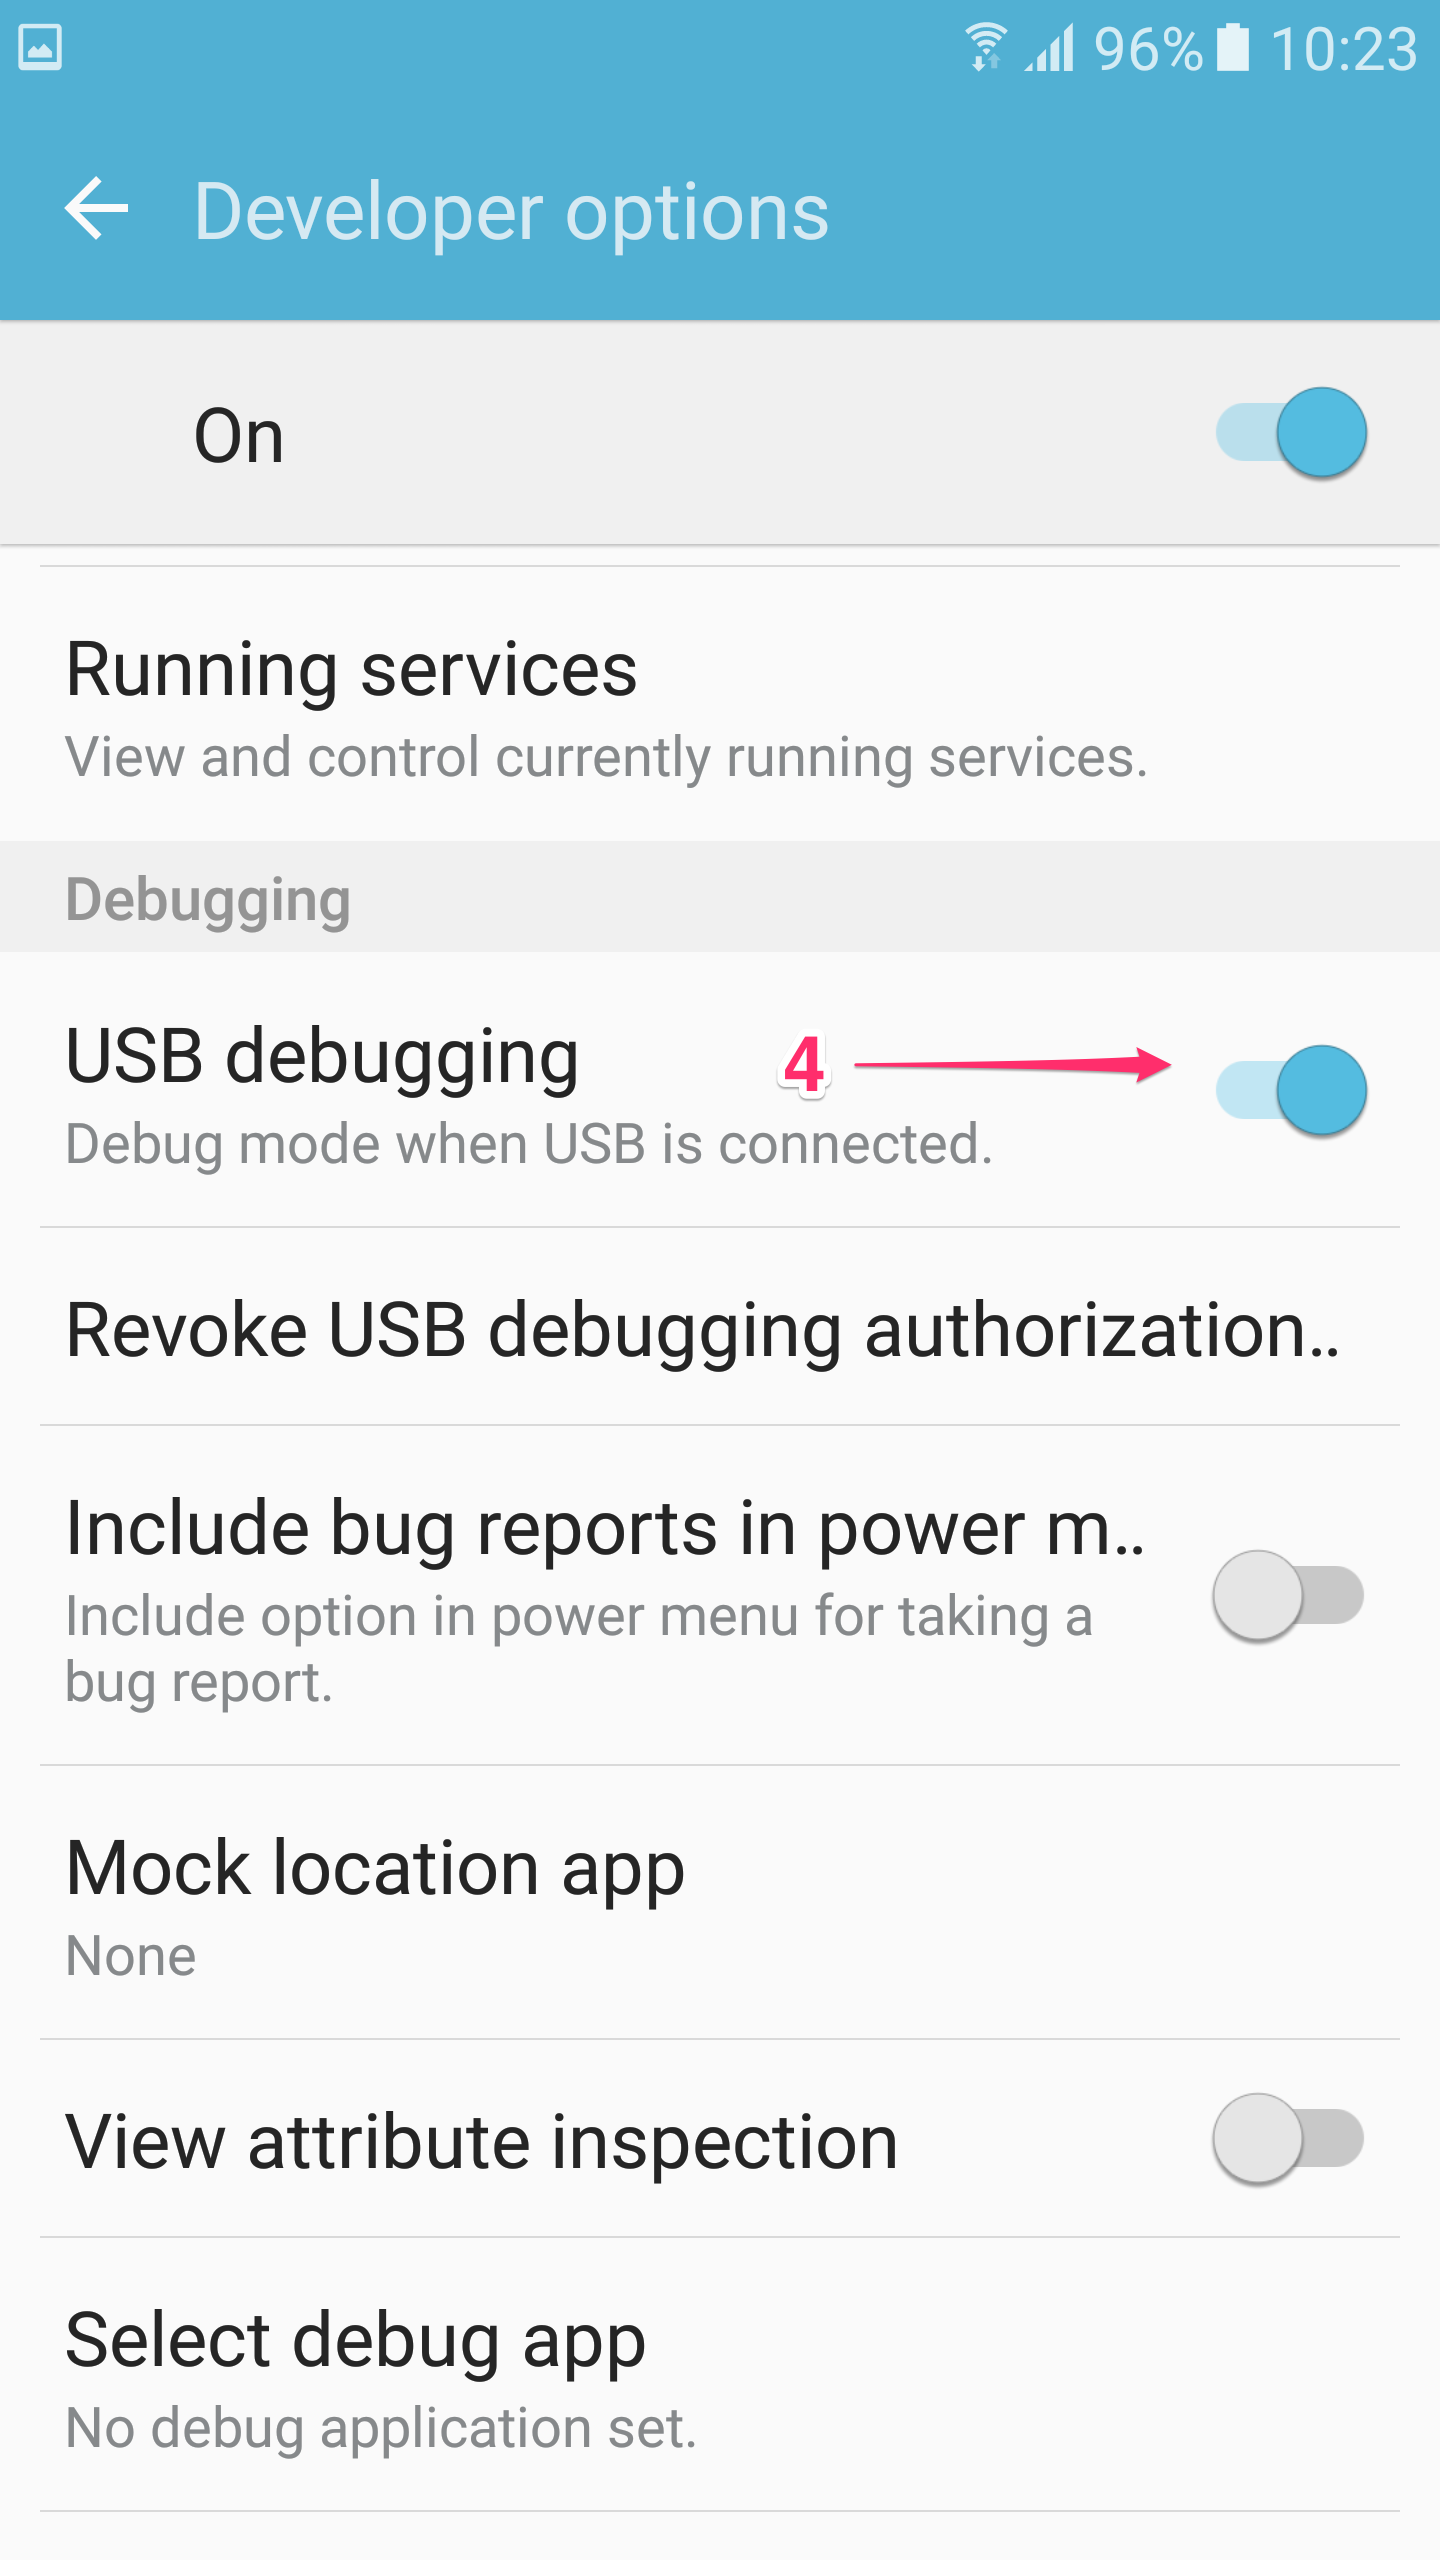 96% 10:23
Developer options
On
Running services
View and control currently running services.
Debugging
USB debugging
4
Debug mode when USB is connected.
Revoke USB debugging authorization..
Include bug reports in power m..
Include option in power menu for taking a
bug report.
Mock location app
None
View attribute inspection
Select debug app
No debug application set.